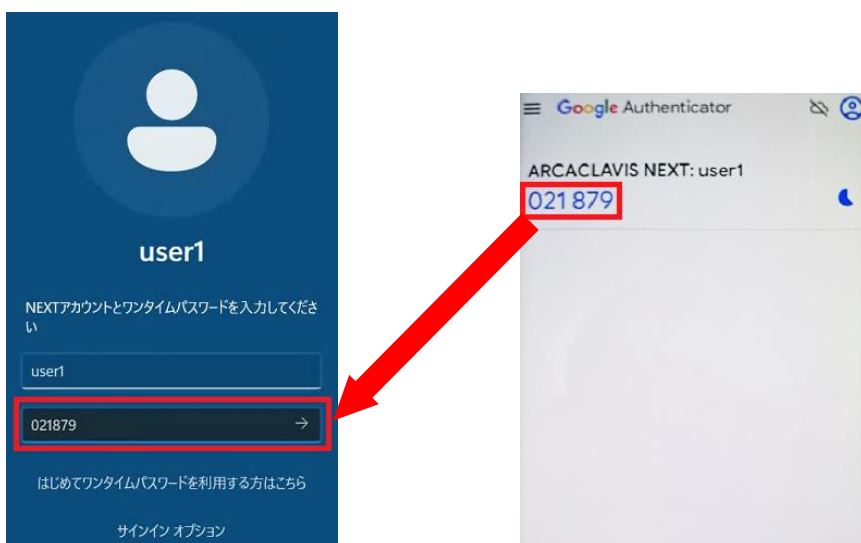 user1
NEXTアカウントとワンタイムパスワードを入力してくださ
い
user1
021879
はじめてワンタイムパスワードを利用する方はこちら
サインイン オプション
Google Authenticator
ARCACLAVIS NEXT: user1
021 879